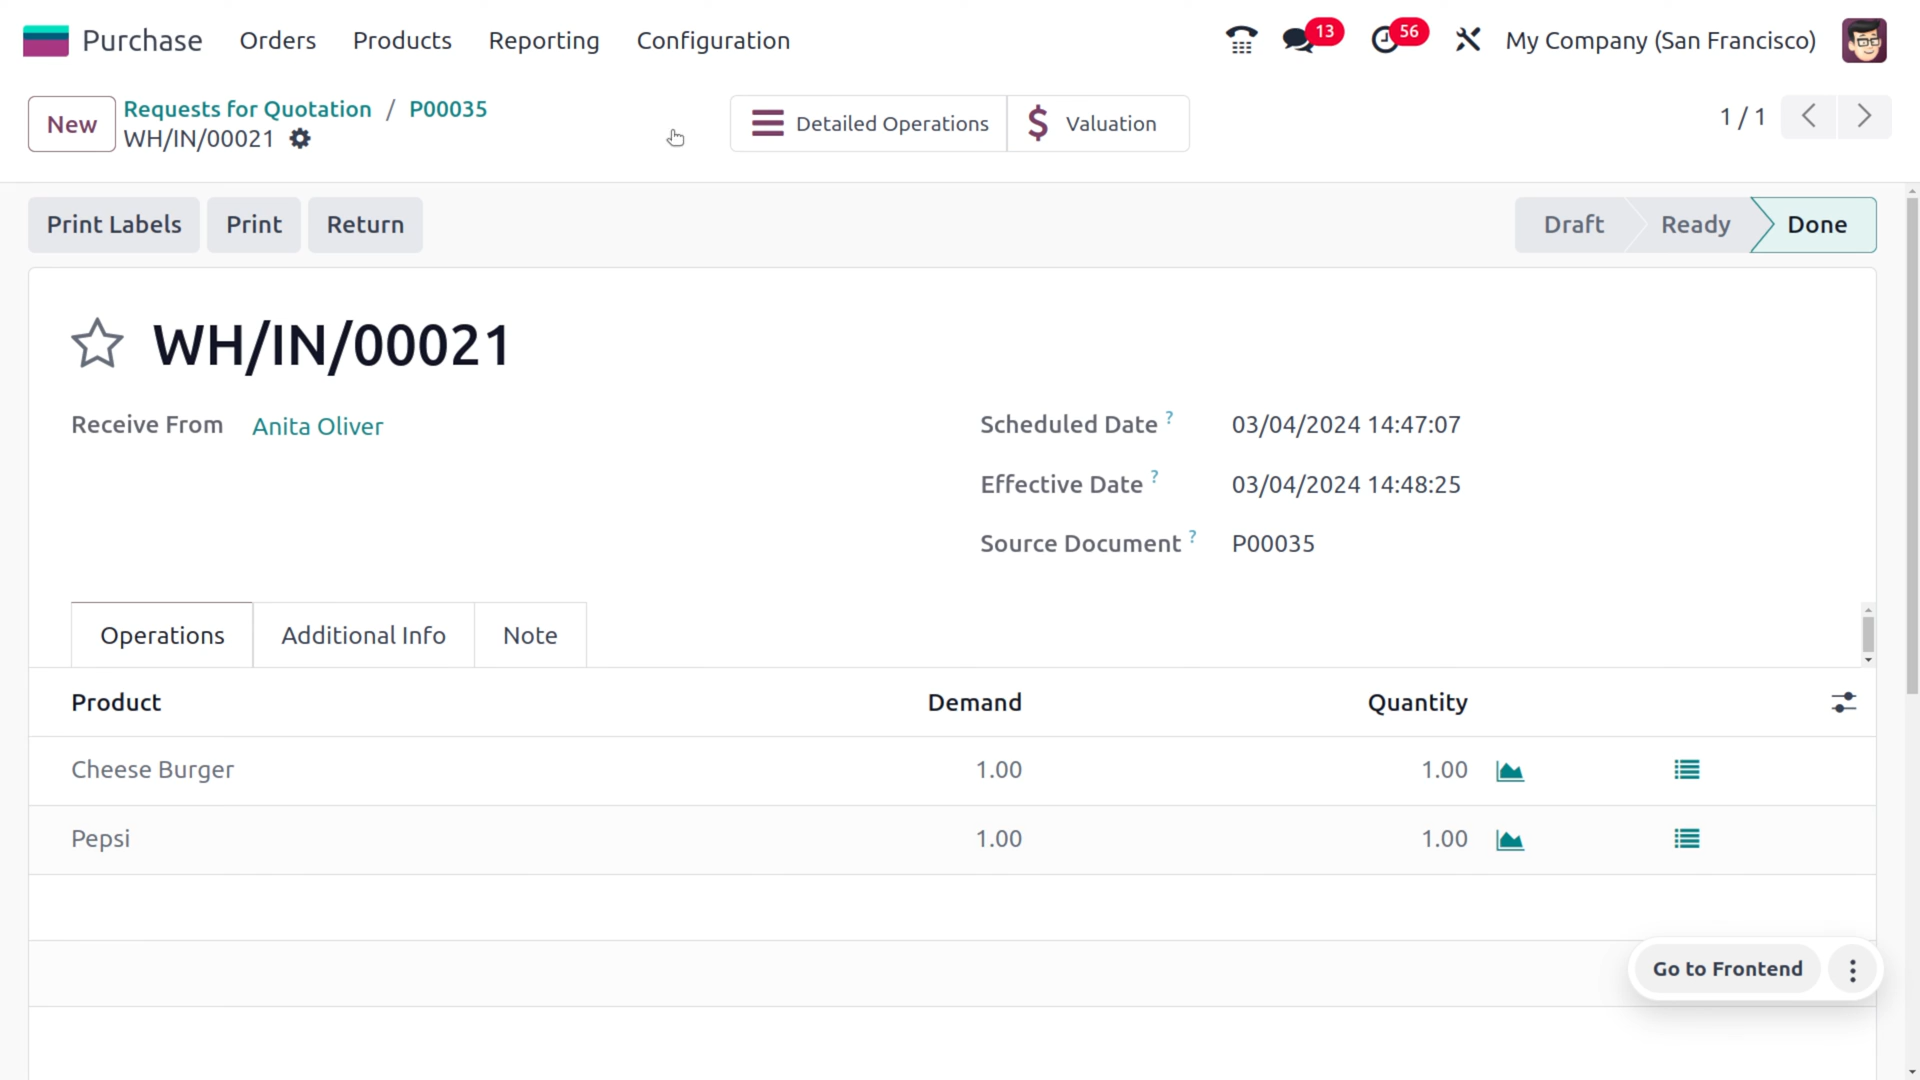 Purchase Orders Products Reporting Configuration 13 56 My Company (San Francisco)
New Requests for Quotation / P00035
WH/IN/00021
Detailed Operations Valuation 1 / 1
Print Labels Print Return Draft Ready Done
WH/IN/00021
Receive From Anita Oliver
Scheduled Date ? 03/04/2024 14:47:07
Effective Date ? 03/04/2024 14:48:25
Source Document ? P00035
Operations Additional Info Note
Product Demand Quantity
Cheese Burger 1.00 1.00
Pepsi 1.00 1.00
Go to Frontend